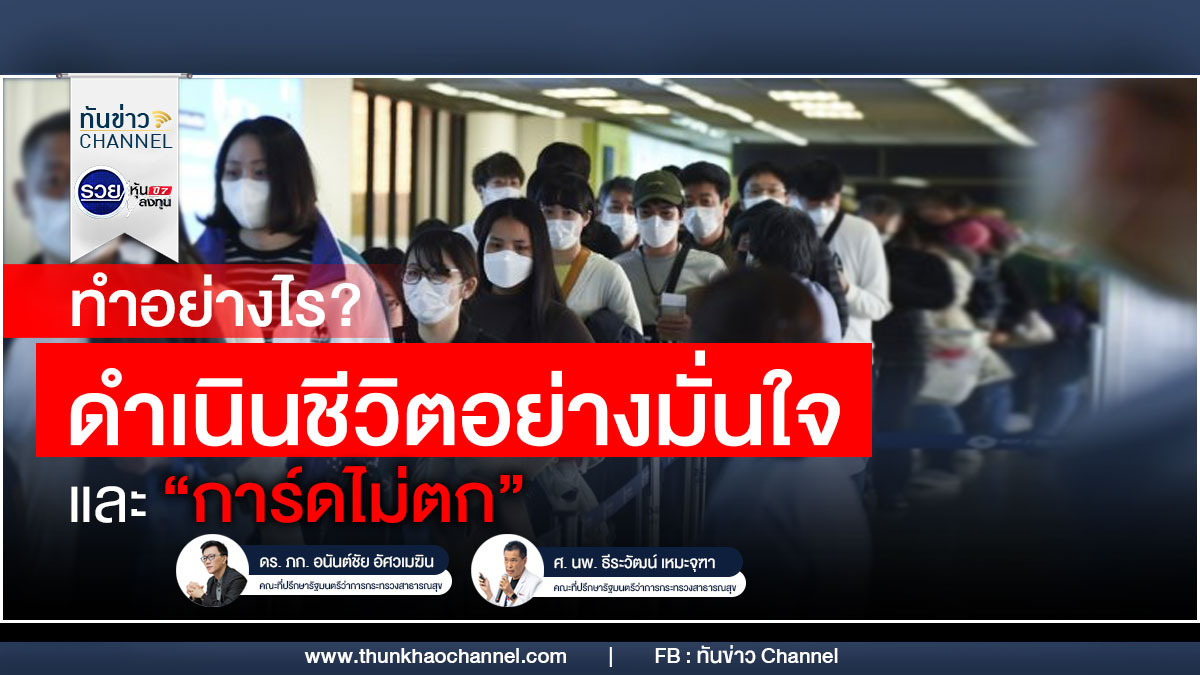 ทันข่าว
CHANNEL
รวย หุ้น ปี 7
ลงทุน
ทำอย่างไร?
ดำเนินชีวิตอย่างมั่นใจ
และ “การ์ดไม่ตก”
ดร. ภก. อนันต์ชัย อัศวเมฆิน
คณะที่ปรึกษารัฐมนตรีว่าการกระทรวงสาธารณสุข
ศ. นพ. ธีระวัฒน์ เหมะจุฑา
คณะที่ปรึกษารัฐมนตรีว่าการกระทรวงสาธารณสุข
www.thunkhaochannel.com | FB : ทันข่าว Channel